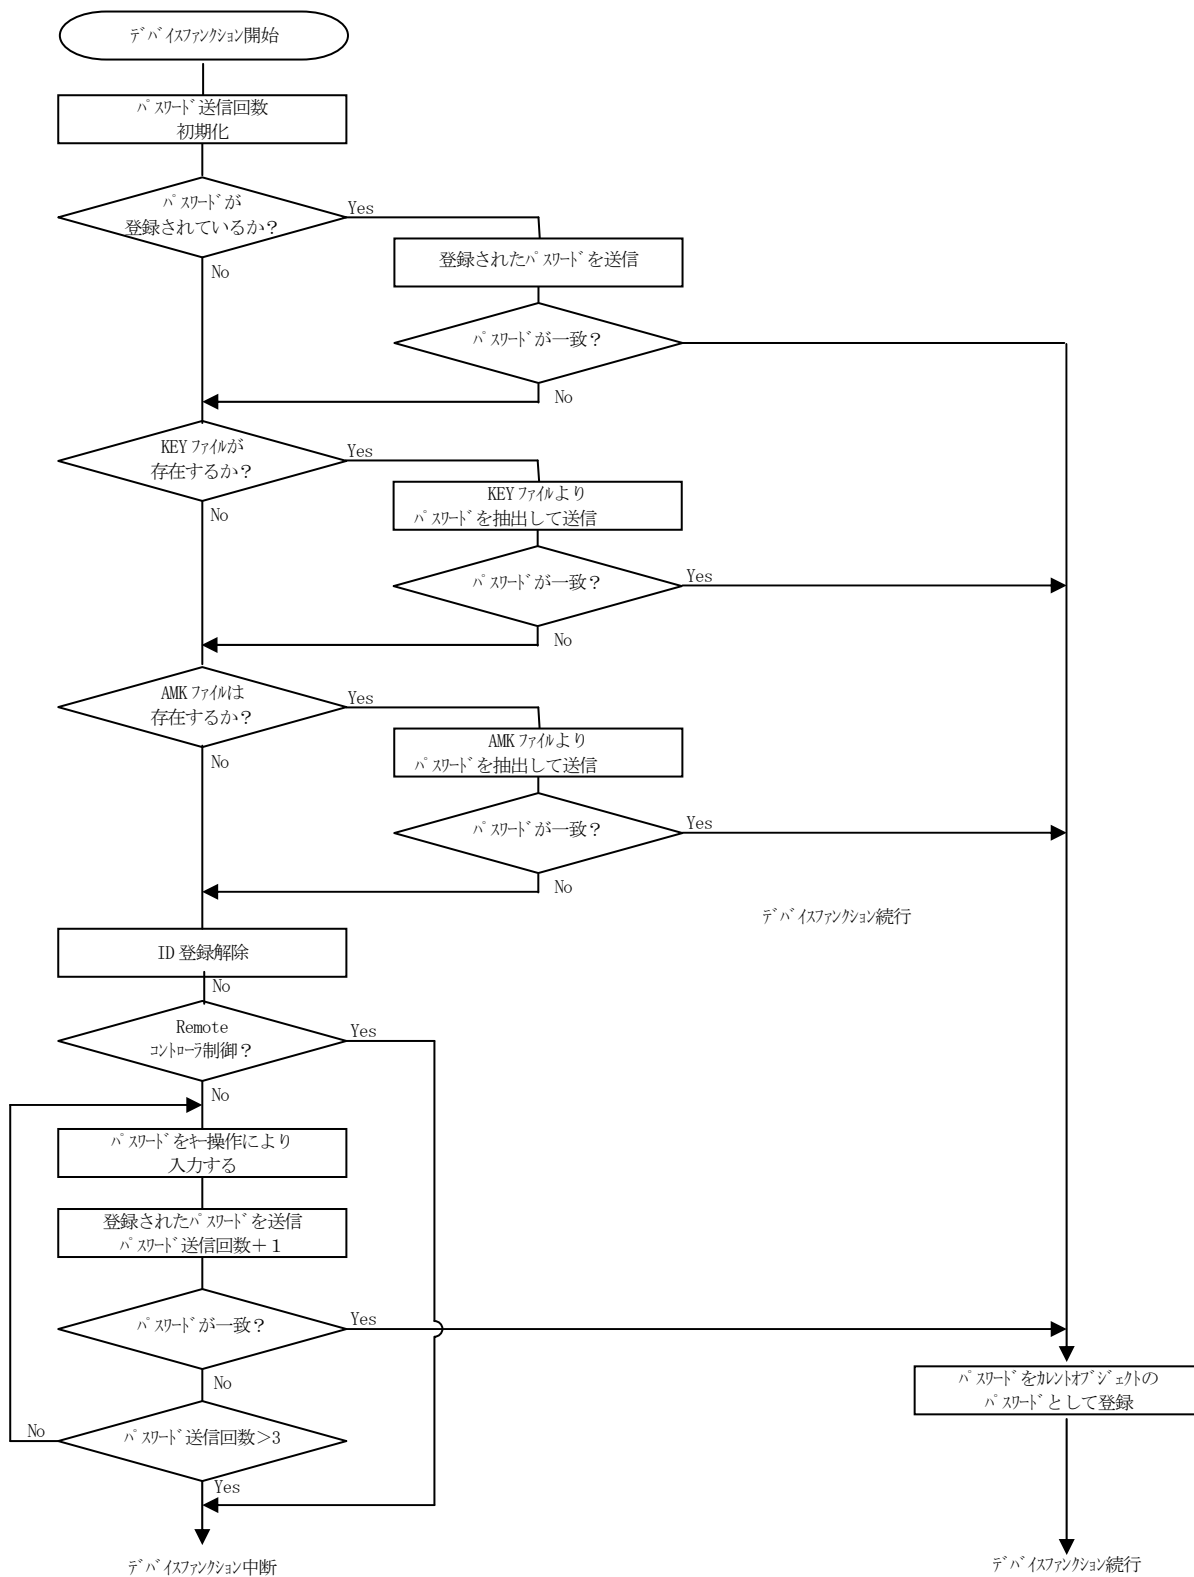 ﾃﾞﾊﾞｲｽﾌｧﾝｸｼｮﾝ開始
ﾊﾟｽﾜｰﾄﾞ送信回数
初期化
ﾊﾟｽﾜｰﾄﾞが
登録されているか？
Yes
No
登録されたﾊﾟｽﾜｰﾄﾞを送信
ﾊﾟｽﾜｰﾄﾞが一致？
No
KEYﾌｧｲﾙが
存在するか？
Yes
No
KEYﾌｧｲﾙより
ﾊﾟｽﾜｰﾄﾞを抽出して送信
ﾊﾟｽﾜｰﾄﾞが一致？
Yes
No
AMKﾌｧｲﾙは
存在するか？
Yes
No
AMKﾌｧｲﾙより
ﾊﾟｽﾜｰﾄﾞを抽出して送信
ﾊﾟｽﾜｰﾄﾞが一致？
Yes
No
ﾃﾞﾊﾞｲｽﾌｧﾝｸｼｮﾝ続行
ID登録解除
No
Remote
ｺﾝﾄﾛｰﾗ制御？
Yes
No
ﾊﾟｽﾜｰﾄﾞをｷｰ操作により
入力する
登録されたﾊﾟｽﾜｰﾄﾞを送信
ﾊﾟｽﾜｰﾄﾞ送信回数＋１
ﾊﾟｽﾜｰﾄﾞが一致？
Yes
No
ﾊﾟｽﾜｰﾄﾞ送信回数>3
No
Yes
ﾊﾟｽﾜｰﾄﾞをｶﾚﾝﾄｵﾌﾞｼﾞｪｸﾄの
ﾊﾟｽﾜｰﾄﾞとして登録
ﾃﾞﾊﾞｲｽﾌｧﾝｸｼｮﾝ中断
ﾃﾞﾊﾞｲｽﾌｧﾝｸｼｮﾝ続行